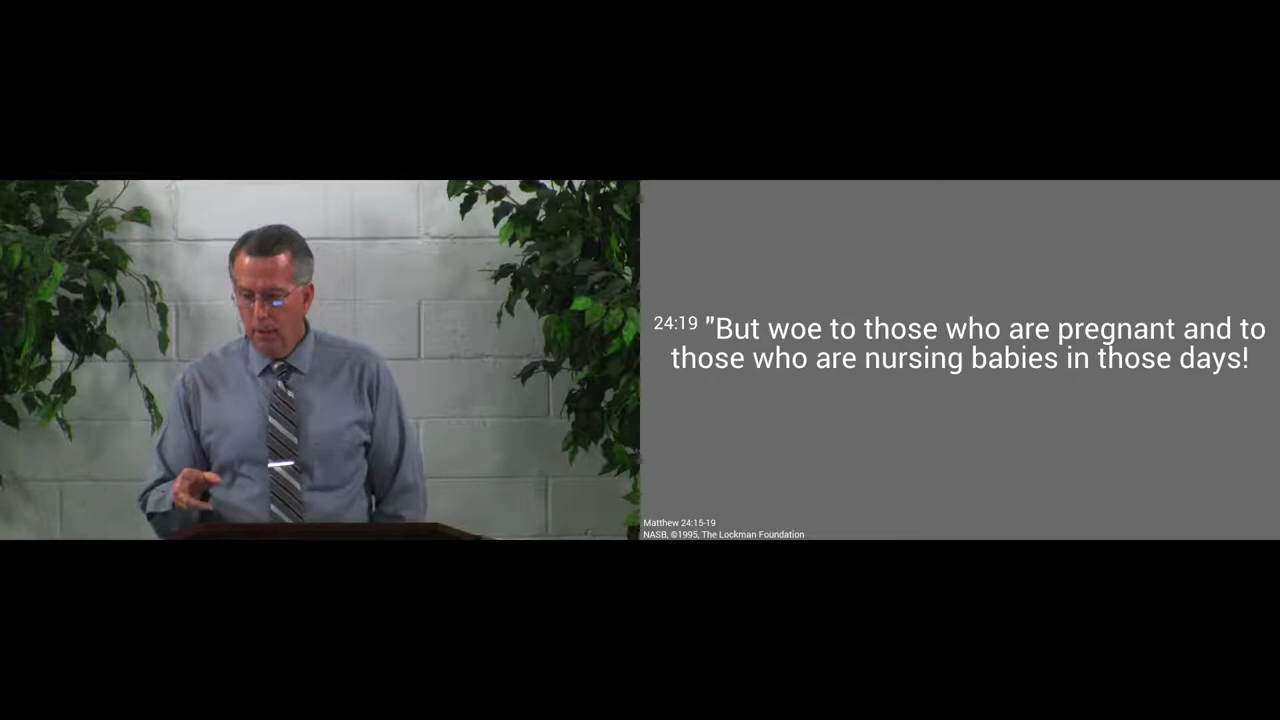 24:19 "But woe to those who are pregnant and to
those who are nursing babies in those days!
Matthew 24:15-19
NASB, ©1995, The Lockman Foundation